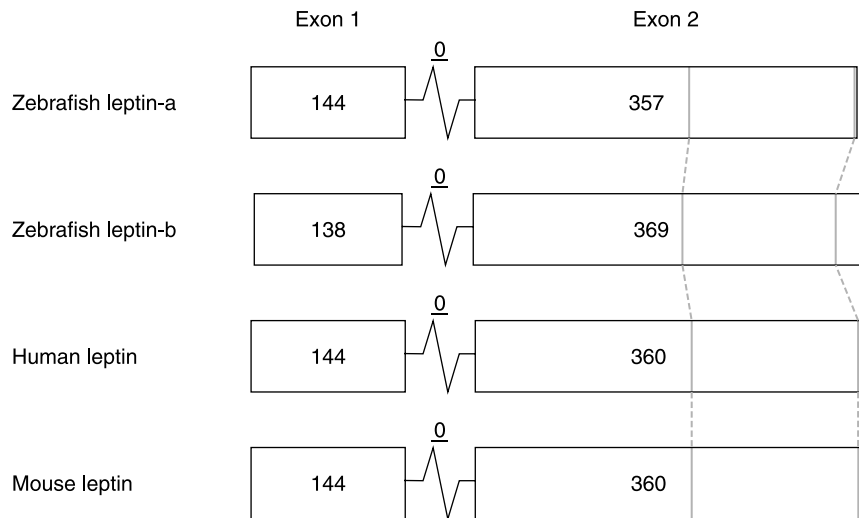 Exon 1 Exon 2
0
Zebrafish leptin-a 144 357
0
Zebrafish leptin-b 138 369
0
Human leptin 144 360
0
Mouse leptin 144 360